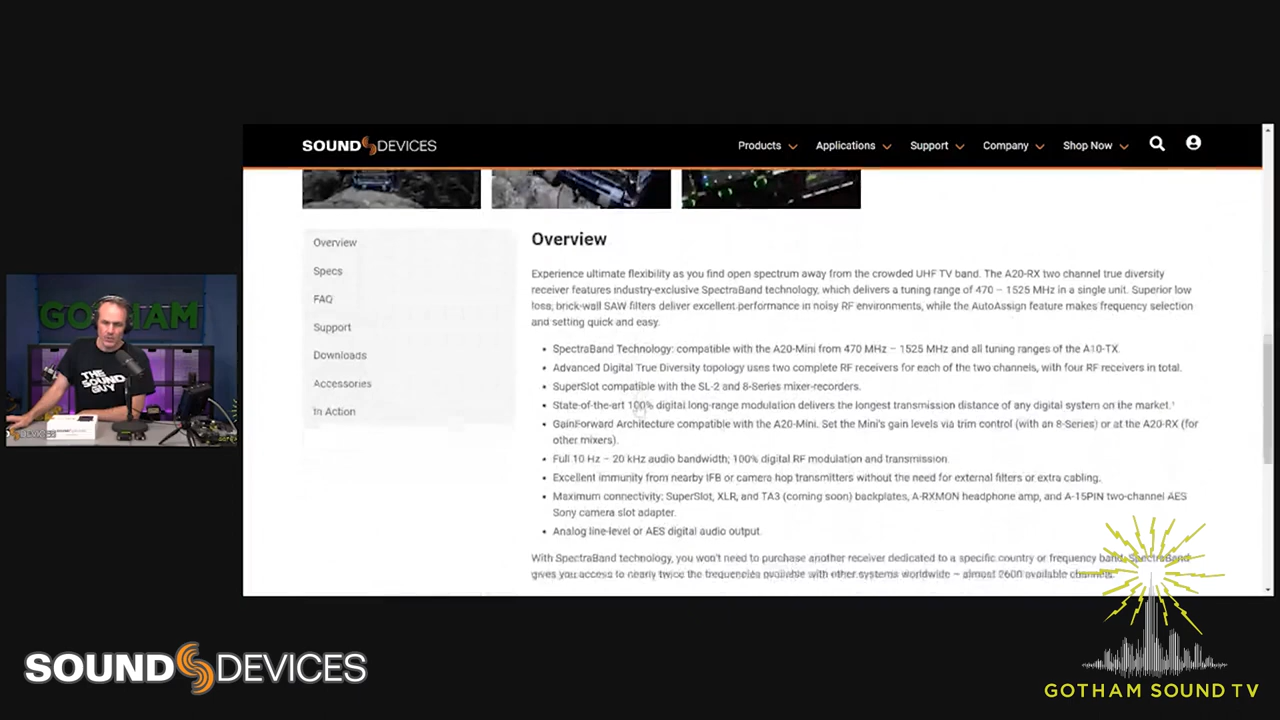 SOUND DEVICES
Products
Applications
Support
Company
Shop Now
Overview
Specs
FAQ
Support
Downloads
Accessories
In Action
Overview
Experience ultimate flexibility as you find open spectrum away from the crowded UHF TV band. The A20-RX two channel true diversity
receiver features industry-exclusive SpectraBand technology, which delivers a tuning range of 470 – 1525 MHz in a single unit. Superior low
loss, brick-wall SAW filters deliver excellent performance in noisy RF environments, while the AutoAssign feature makes frequency selection
and setting quick and easy.
• SpectraBand Technology: compatible with the A20-Mini from 470 MHz – 1525 MHz and all tuning ranges of the A10-TX.
• Advanced Digital True Diversity topology uses two complete RF receivers for each of the two channels, with four RF receivers in total.
• SuperSlot compatible with the SL-2 and 8-Series mixer-recorders.
• State-of-the-art 100% digital long-range modulation delivers the longest transmission distance of any digital system on the market.¹
• GainForward Architecture compatible with the A20-Mini. Set the Mini's gain levels via trim control (with an 8-Series) or at the A20-RX (for
other mixers).
• Full 10 Hz – 20 kHz audio bandwidth; 100% digital RF modulation and transmission.
• Excellent immunity from nearby IFB or camera hop transmitters without the need for external filters or extra cabling.
• Maximum connectivity: SuperSlot, XLR, and TA3 (coming soon) backplates, A-RXMON headphone amp, and A-15PIN two-channel AES
Sony camera slot adapter.
• Analog line-level or AES digital audio output.
With SpectraBand technology, you won't need to purchase another receiver dedicated to a specific country or frequency band. SpectraBand
gives you access to nearly twice the frequencies available with other systems worldwide – almost 2600 available channels.
GOTHAM
THE
SOUND
GUY
SOUND DEVICES
GOTHAM SOUND TV